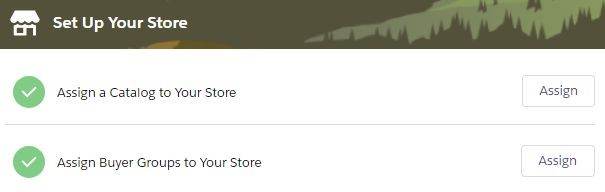 Set Up Your Store
Assign a Catalog to Your Store
Assign
Assign Buyer Groups to Your Store
Assign